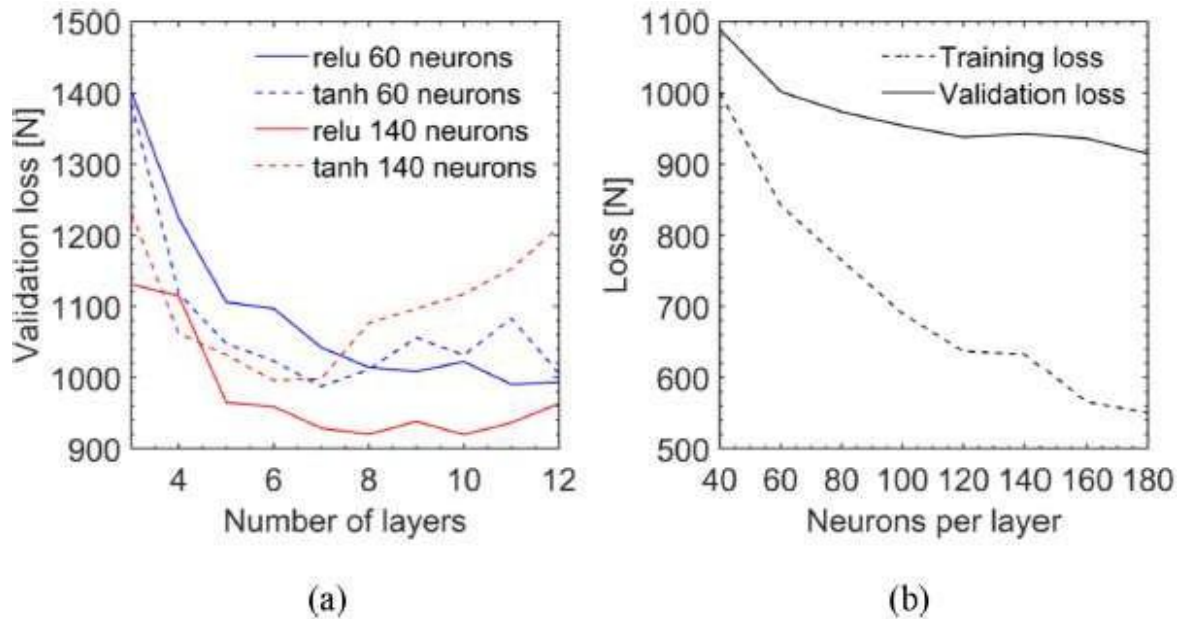 1500
1400
1300
1200
1100
1000
900
Validation loss [N]
relu 60 neurons
tanh 60 neurons
relu 140 neurons
tanh 140 neurons
4 6 8 10 12
Number of layers
(a)
1100
1000
900
800
700
600
500
Loss [N]
Training loss
Validation loss
40 60 80 100 120 140 160 180
Neurons per layer
(b)